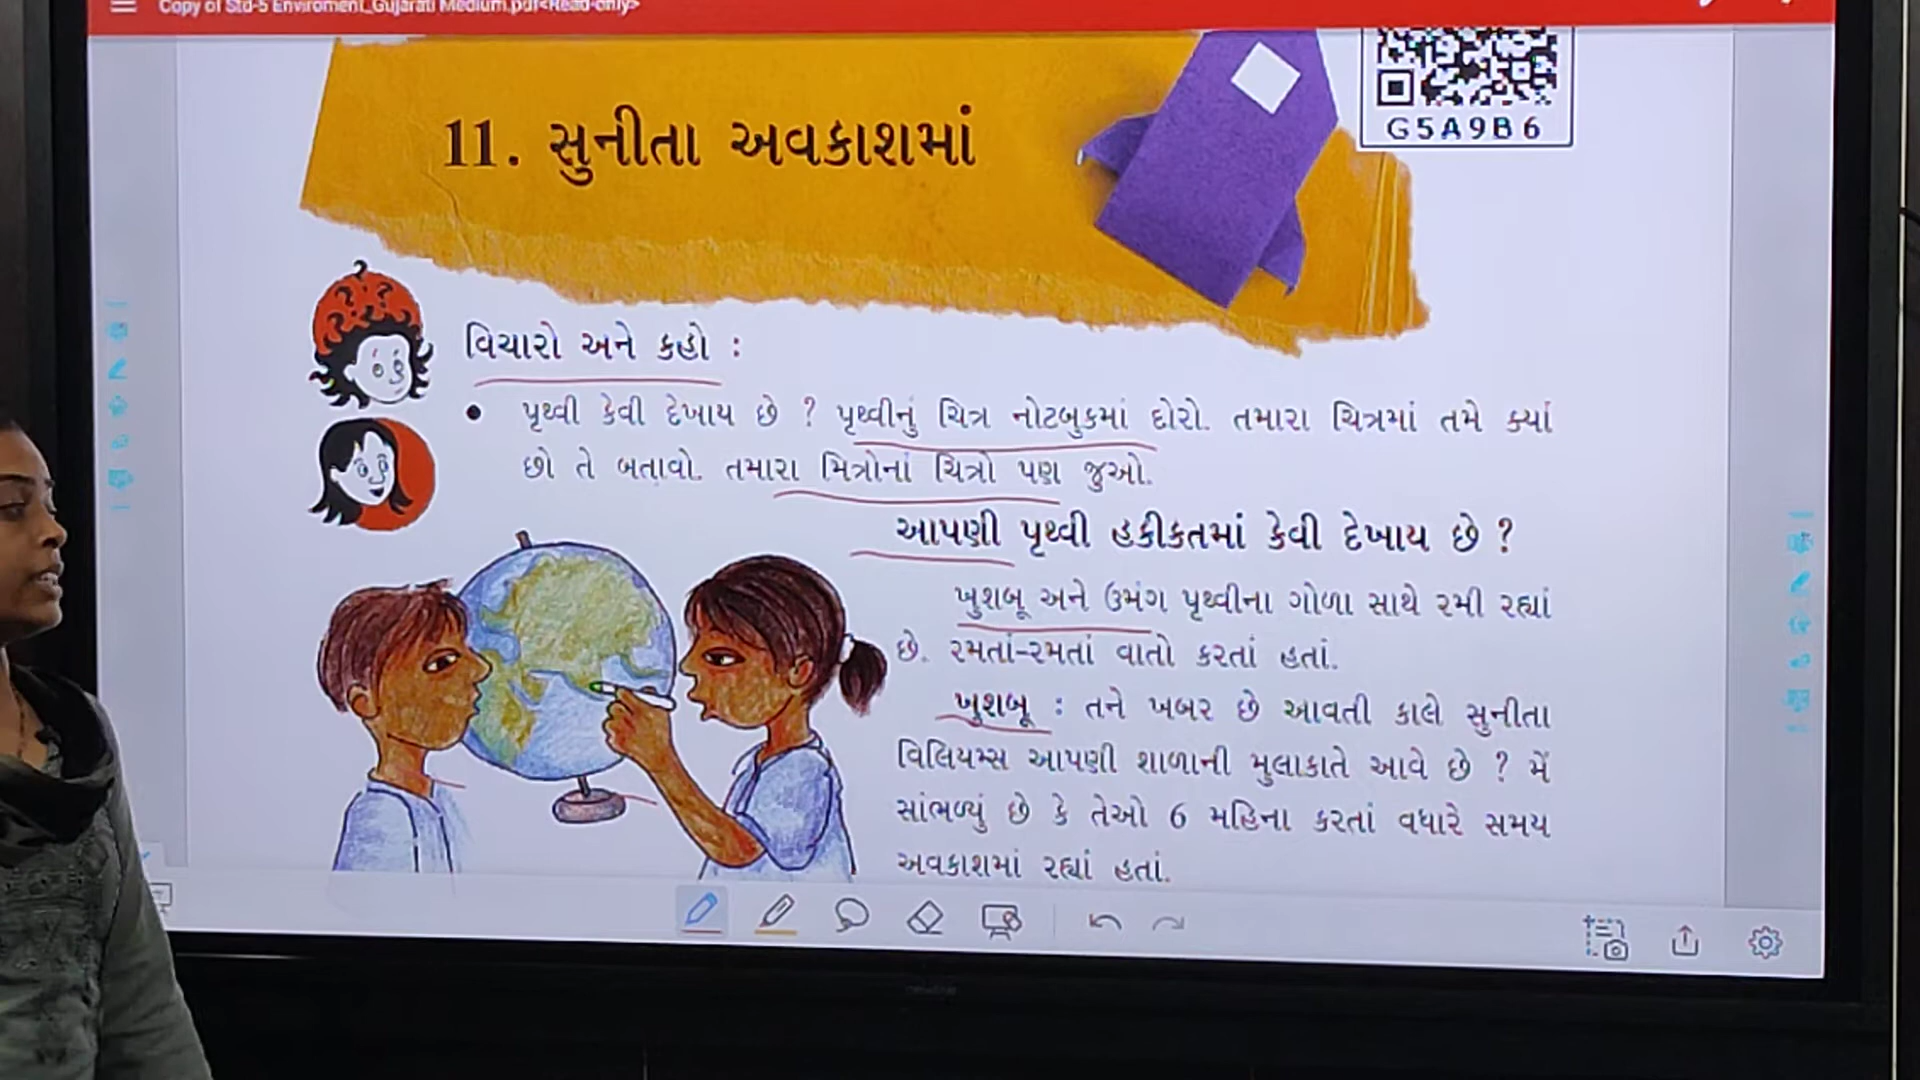 Copy of Std-5 Enviroment_Gujarati Medium.pdf<Read-only>
G5A9B6
11. સુનીતા અવકાશમાં
વિચારો અને કહો :
● પૃથ્વી કેવી દેખાય છે ? પૃથ્વીનું ચિત્ર નોટબુકમાં દોરો. તમારા ચિત્રમાં તમે ક્યાં
છો તે બતાવો. તમારા મિત્રોનાં ચિત્રો પણ જુઓ.
આપણી પૃથ્વી હકીકતમાં કેવી દેખાય છે ?
ખુશબૂ અને ઉમંગ પૃથ્વીના ગોળા સાથે રમી રહ્યાં
છે. રમતાં-રમતાં વાતો કરતાં હતાં.
ખુશબૂ : તને ખબર છે આવતી કાલે સુનીતા
વિલિયમ્સ આપણી શાળાની મુલાકાતે આવે છે ? મેં
સાંભળ્યું છે કે તેઓ 6 મહિના કરતાં વધારે સમય
અવકાશમાં રહ્યાં હતાં.